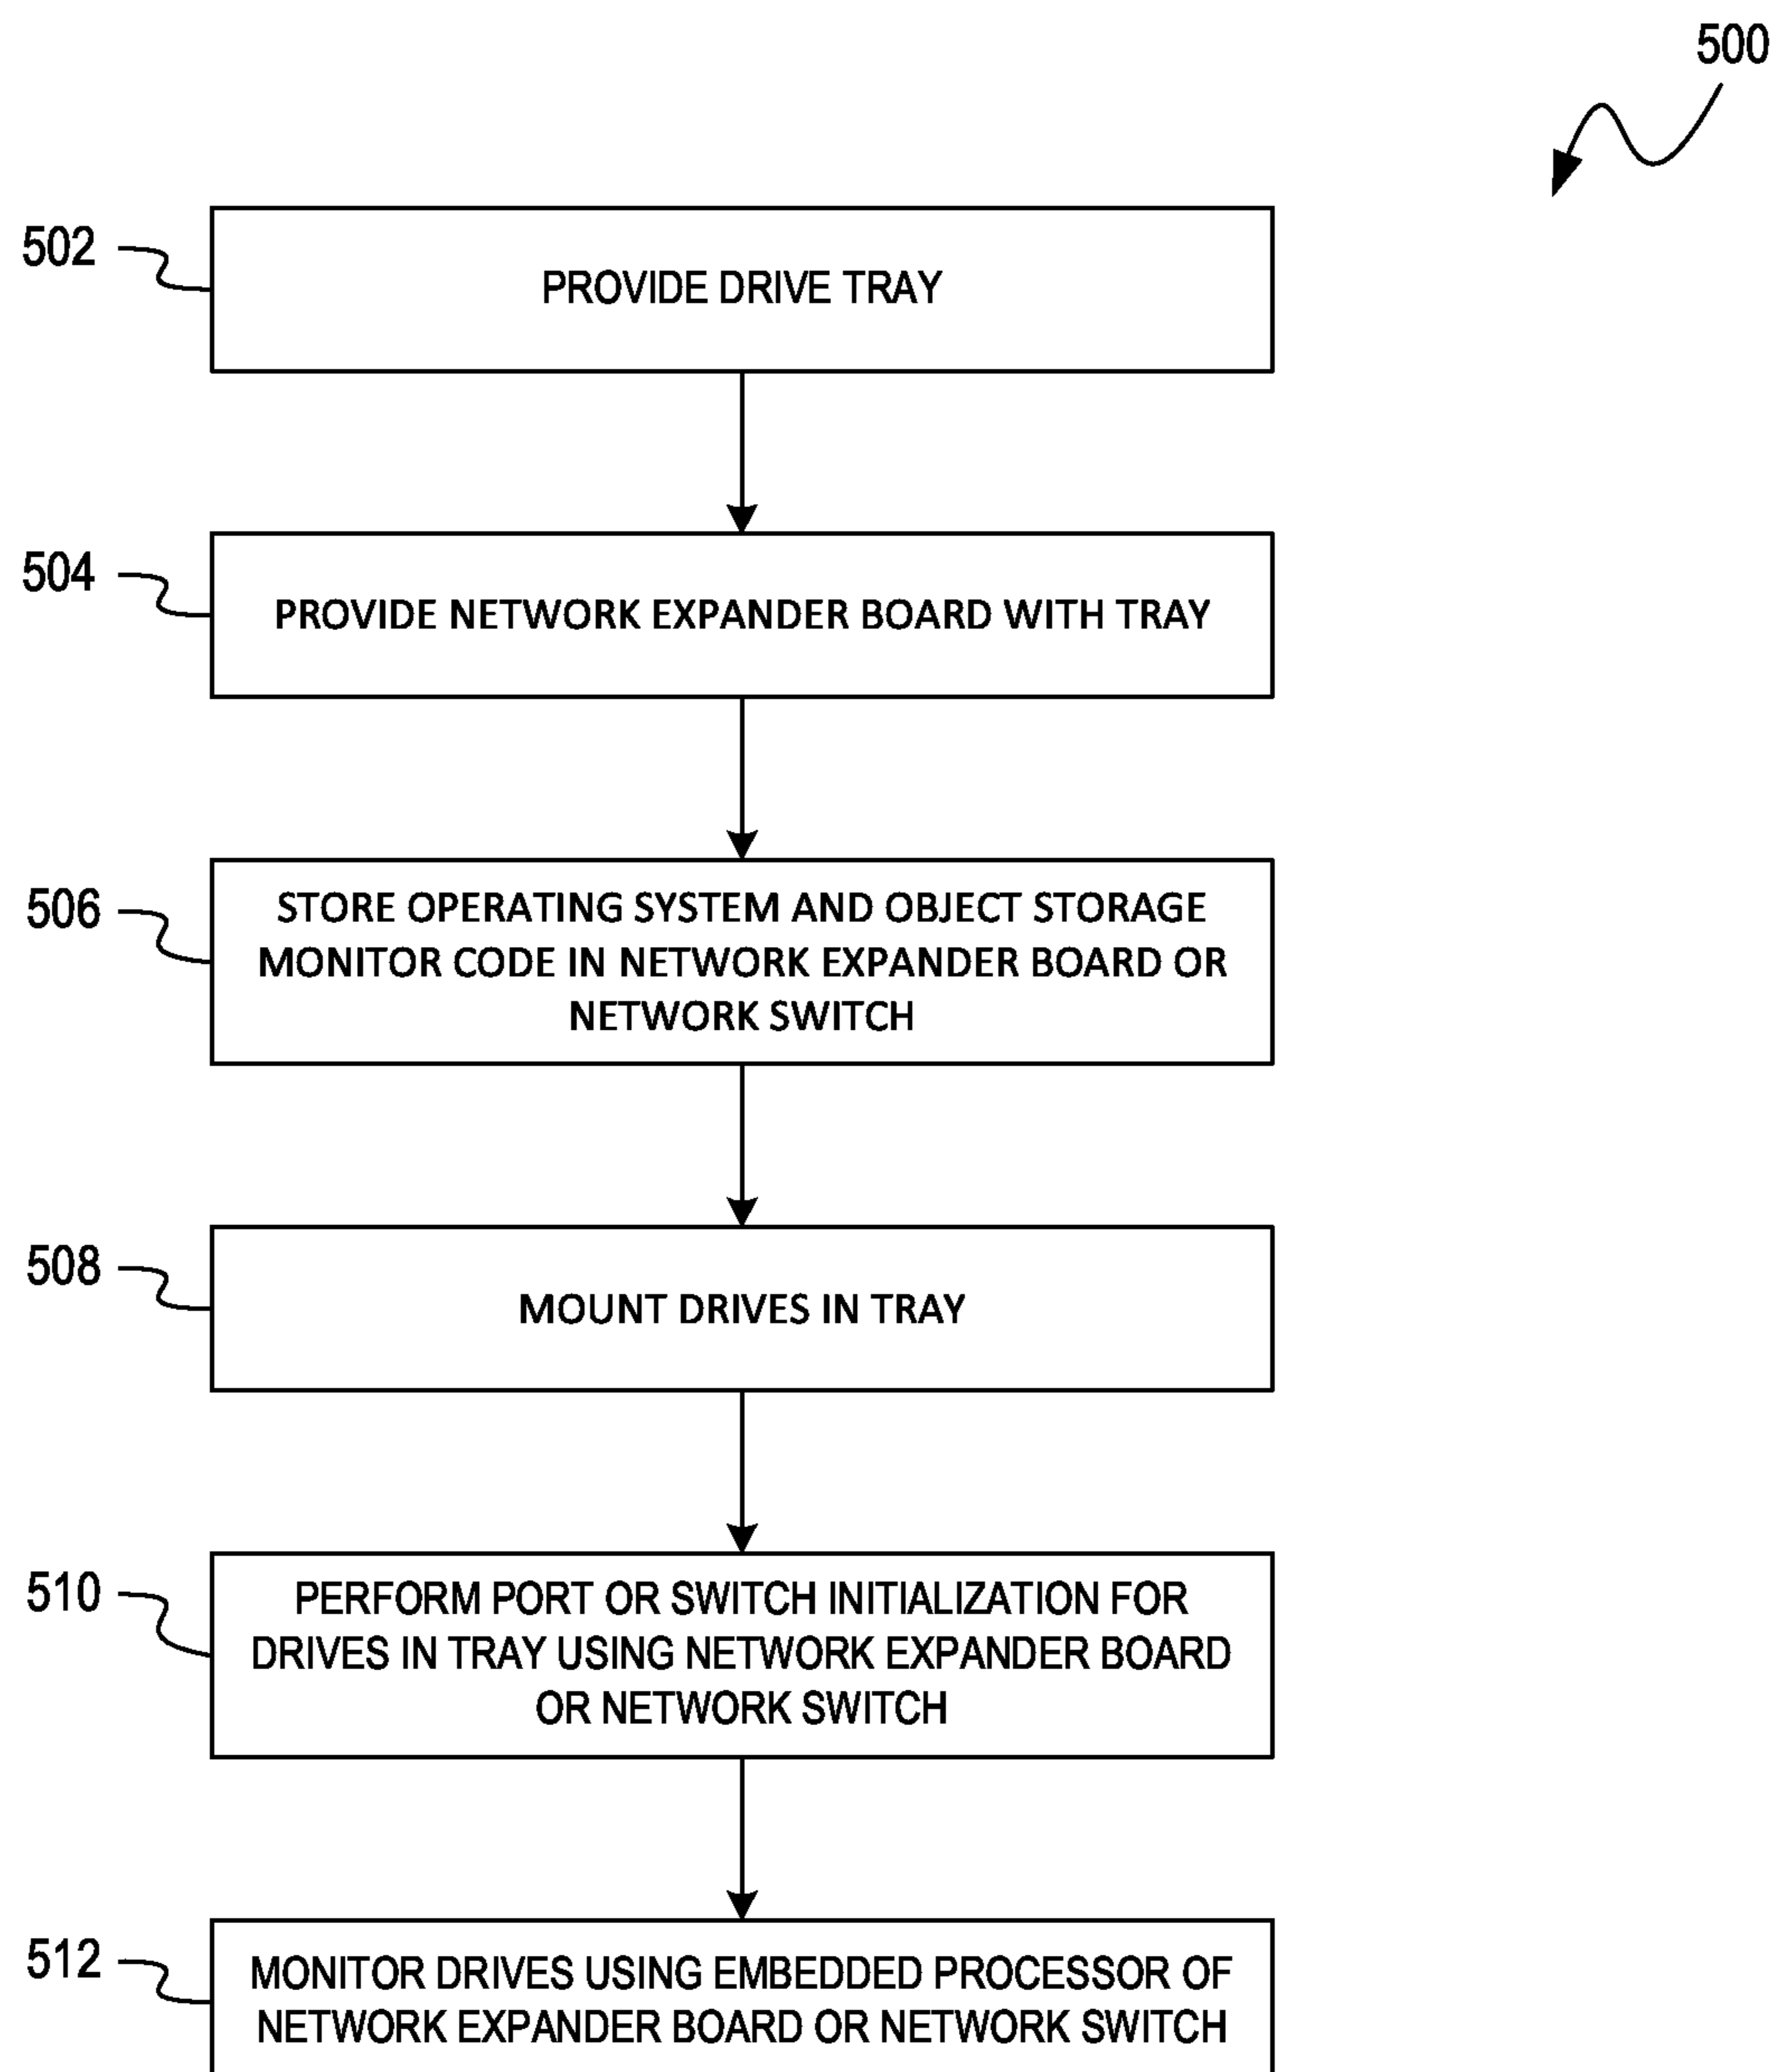 500
502
PROVIDE DRIVE TRAY
504
PROVIDE NETWORK EXPANDER BOARD WITH TRAY
506
STORE OPERATING SYSTEM AND OBJECT STORAGE
MONITOR CODE IN NETWORK EXPANDER BOARD OR
NETWORK SWITCH
508
MOUNT DRIVES IN TRAY
510
PERFORM PORT OR SWITCH INITIALIZATION FOR
DRIVES IN TRAY USING NETWORK EXPANDER BOARD
OR NETWORK SWITCH
512
MONITOR DRIVES USING EMBEDDED PROCESSOR OF
NETWORK EXPANDER BOARD OR NETWORK SWITCH